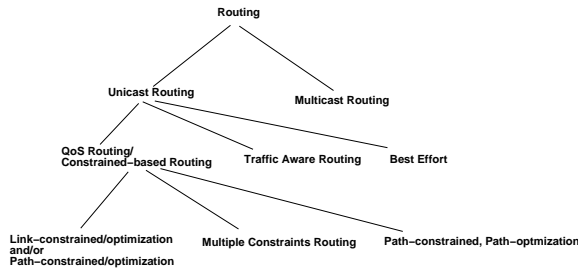 Routing
Unicast Routing
Multicast Routing
QoS Routing/
Constrained−based Routing
Traffic Aware Routing
Best Effort
Link−constrained/optimization
and/or
Path−constrained/optimization
Multiple Constraints Routing
Path−constrained, Path−optmization